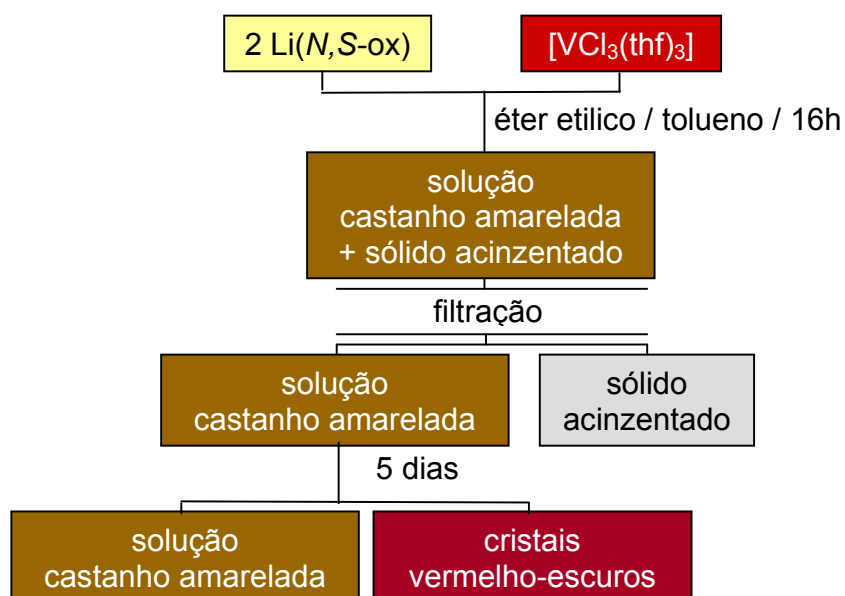 2 Li(N,S-ox)
[VCl₃(thf)₃]
éter etilico / tolueno / 16h
solução
castanho amarelada
+ sólido acinzentado
filtração
solução
castanho amarelada
sólido
acinzentado
5 dias
solução
castanho amarelada
cristais
vermelho-escuros